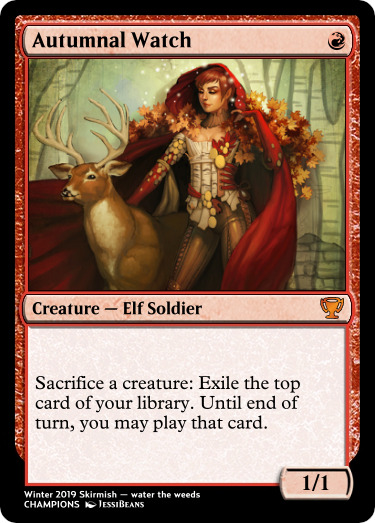 Autumnal Watch
Creature — Elf Soldier
Sacrifice a creature: Exile the top
card of your library. Until end of
turn, you may play that card.
1/1
Winter 2019 Skirmish — water the weeds
CHAMPIONS JESSIBEANS